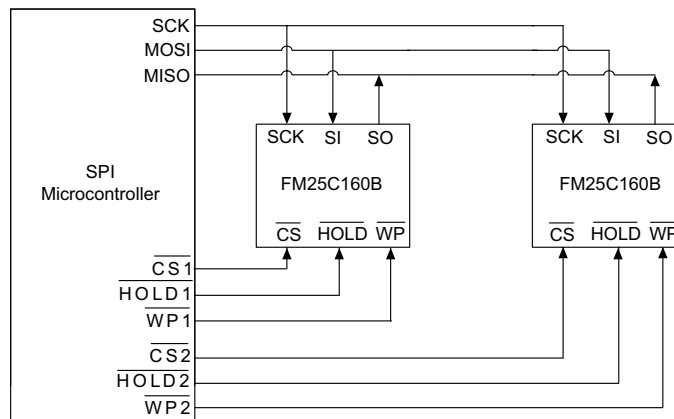 SCK
MOSI
MISO
SPI
Microcontroller
CS1
HOLD1
WP1
CS2
HOLD2
WP2
SCK SI SO
FM25C160B
CS HOLD WP
SCK SI SO
FM25C160B
CS HOLD WP